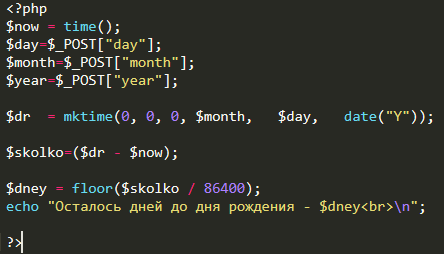 <?php
$now = time();
$day=$_POST["day"];
$month=$_POST["month"];
$year=$_POST["year"];
$dr  = mktime(0, 0, 0, $month,   $day,   date("Y"));
$skolko=($dr - $now);
$dney = floor($skolko / 86400);
echo "Осталось дней до дня рождения - $dney<br>\n";
?>